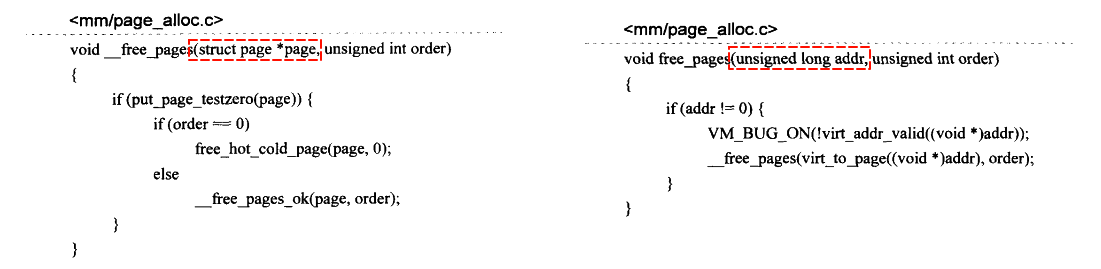 <mm/page_alloc.c>
void __free_pages(struct page *page, unsigned int order)
{
if (put_page_testzero(page)) {
if (order == 0)
free_hot_cold_page(page, 0);
else
__free_pages_ok(page, order);
}
}
<mm/page_alloc.c>
void free_pages(unsigned long addr, unsigned int order)
{
if (addr != 0) {
VM_BUG_ON(!virt_addr_valid((void *)addr));
__free_pages(virt_to_page((void *)addr), order);
}
}